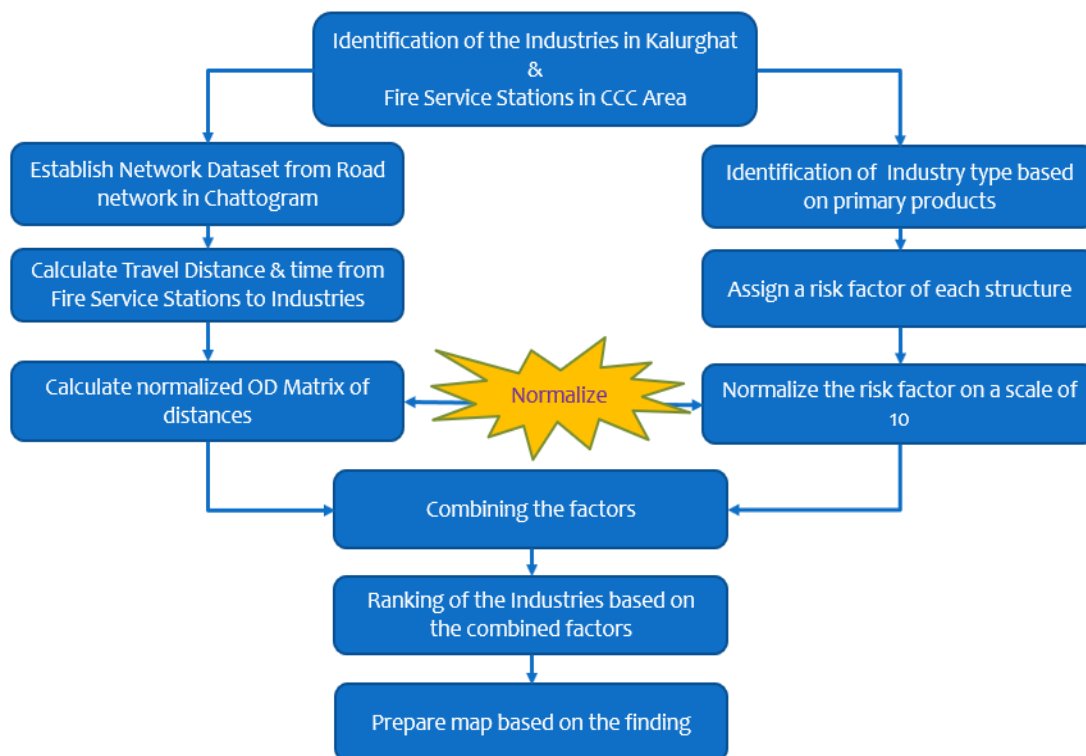 Identification of the Industries in Kalurghat
&
Fire Service Stations in CCC Area
Establish Network Dataset from Road
network in Chattogram
Identification of Industry type based
on primary products
Calculate Travel Distance & time from
Fire Service Stations to Industries
Assign a risk factor of each structure
Calculate normalized OD Matrix of
distances
Normalize
Normalize the risk factor on a scale of
10
Combining the factors
Ranking of the Industries based on
the combined factors
Prepare map based on the finding